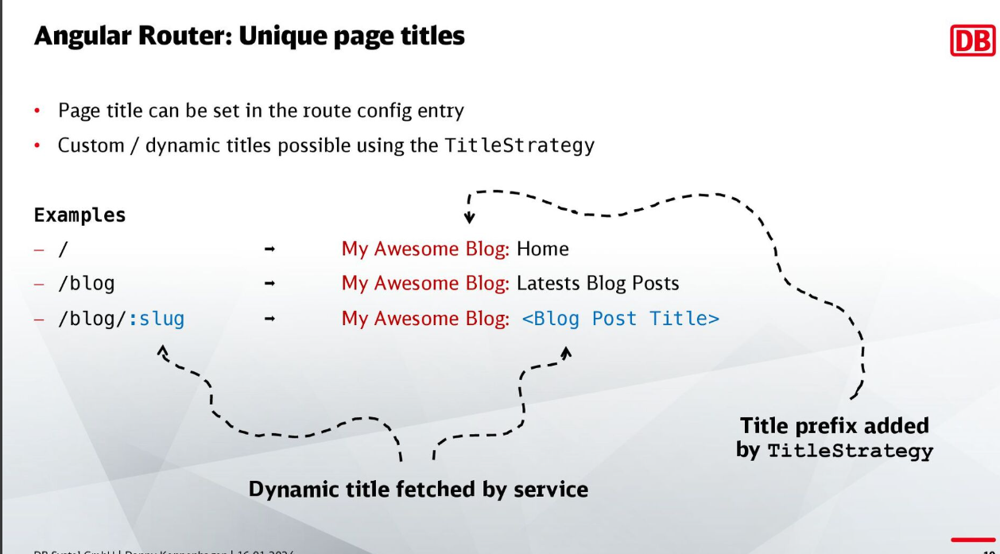 Angular Router: Unique page titles
DB
• Page title can be set in the route config entry
• Custom / dynamic titles possible using the TitleStrategy
Examples
– / ➡ My Awesome Blog: Home
– /blog ➡ My Awesome Blog: Latests Blog Posts
– /blog/:slug ➡ My Awesome Blog: <Blog Post Title>
Title prefix added
by TitleStrategy
Dynamic title fetched by service